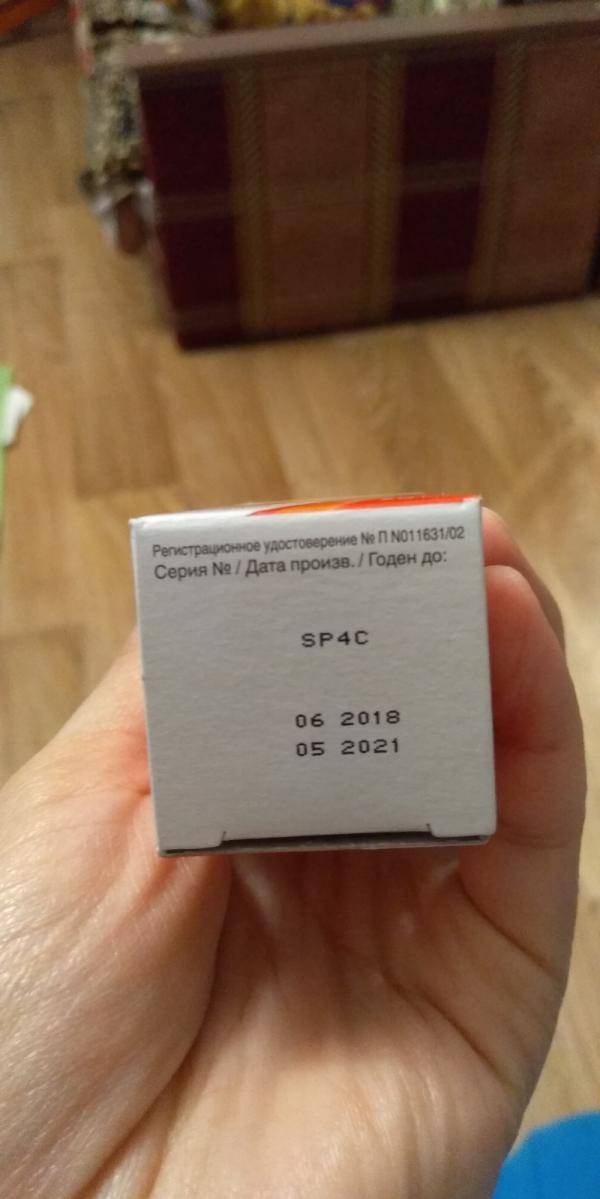 Регистрационное удостоверение № П N011631/02
Серия № / Дата произв. / Годен до:
SP4C
06 2018
05 2021